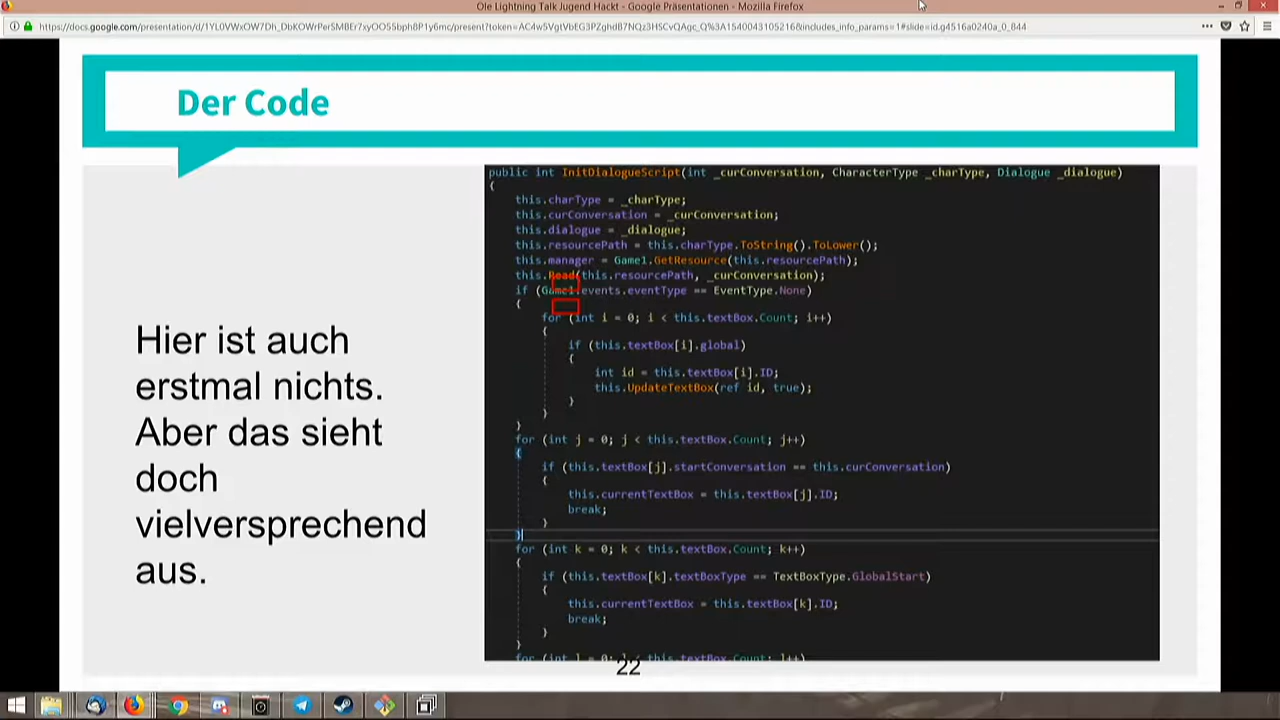 Ole Lightning Talk Jugend Hackt - Google Präsentationen - Mozilla Firefox
Der Code
Hier ist auch
erstmal nichts.
Aber das sieht
doch
vielversprechend
aus.
public int InitDialogueScript(int _curConversation, CharacterType _charType, Dialogue _dialogue)
{
this.charType = _charType;
this.curConversation = _curConversation;
this.dialogue = _dialogue;
this.resourcePath = this.charType.ToString().ToLower();
this.manager = Game1.GetResource(this.resourcePath);
this.Read(this.resourcePath, _curConversation);
if (Game1.events.eventType == EventType.None)
{
for (int i = 0; i < this.textBox.Count; i++)
{
if (this.textBox[i].global)
{
int id = this.textBox[i].ID;
this.UpdateTextBox(ref id, true);
}
}
}
for (int j = 0; j < this.textBox.Count; j++)
{
if (this.textBox[j].startConversation == this.curConversation)
{
this.currentTextBox = this.textBox[j].ID;
break;
}
}
for (int k = 0; k < this.textBox.Count; k++)
{
if (this.textBox[k].textBoxType == TextBoxType.GlobalStart)
{
this.currentTextBox = this.textBox[k].ID;
break;
}
}
for (int l = 0; l < this.textBox.Count; l++)
22